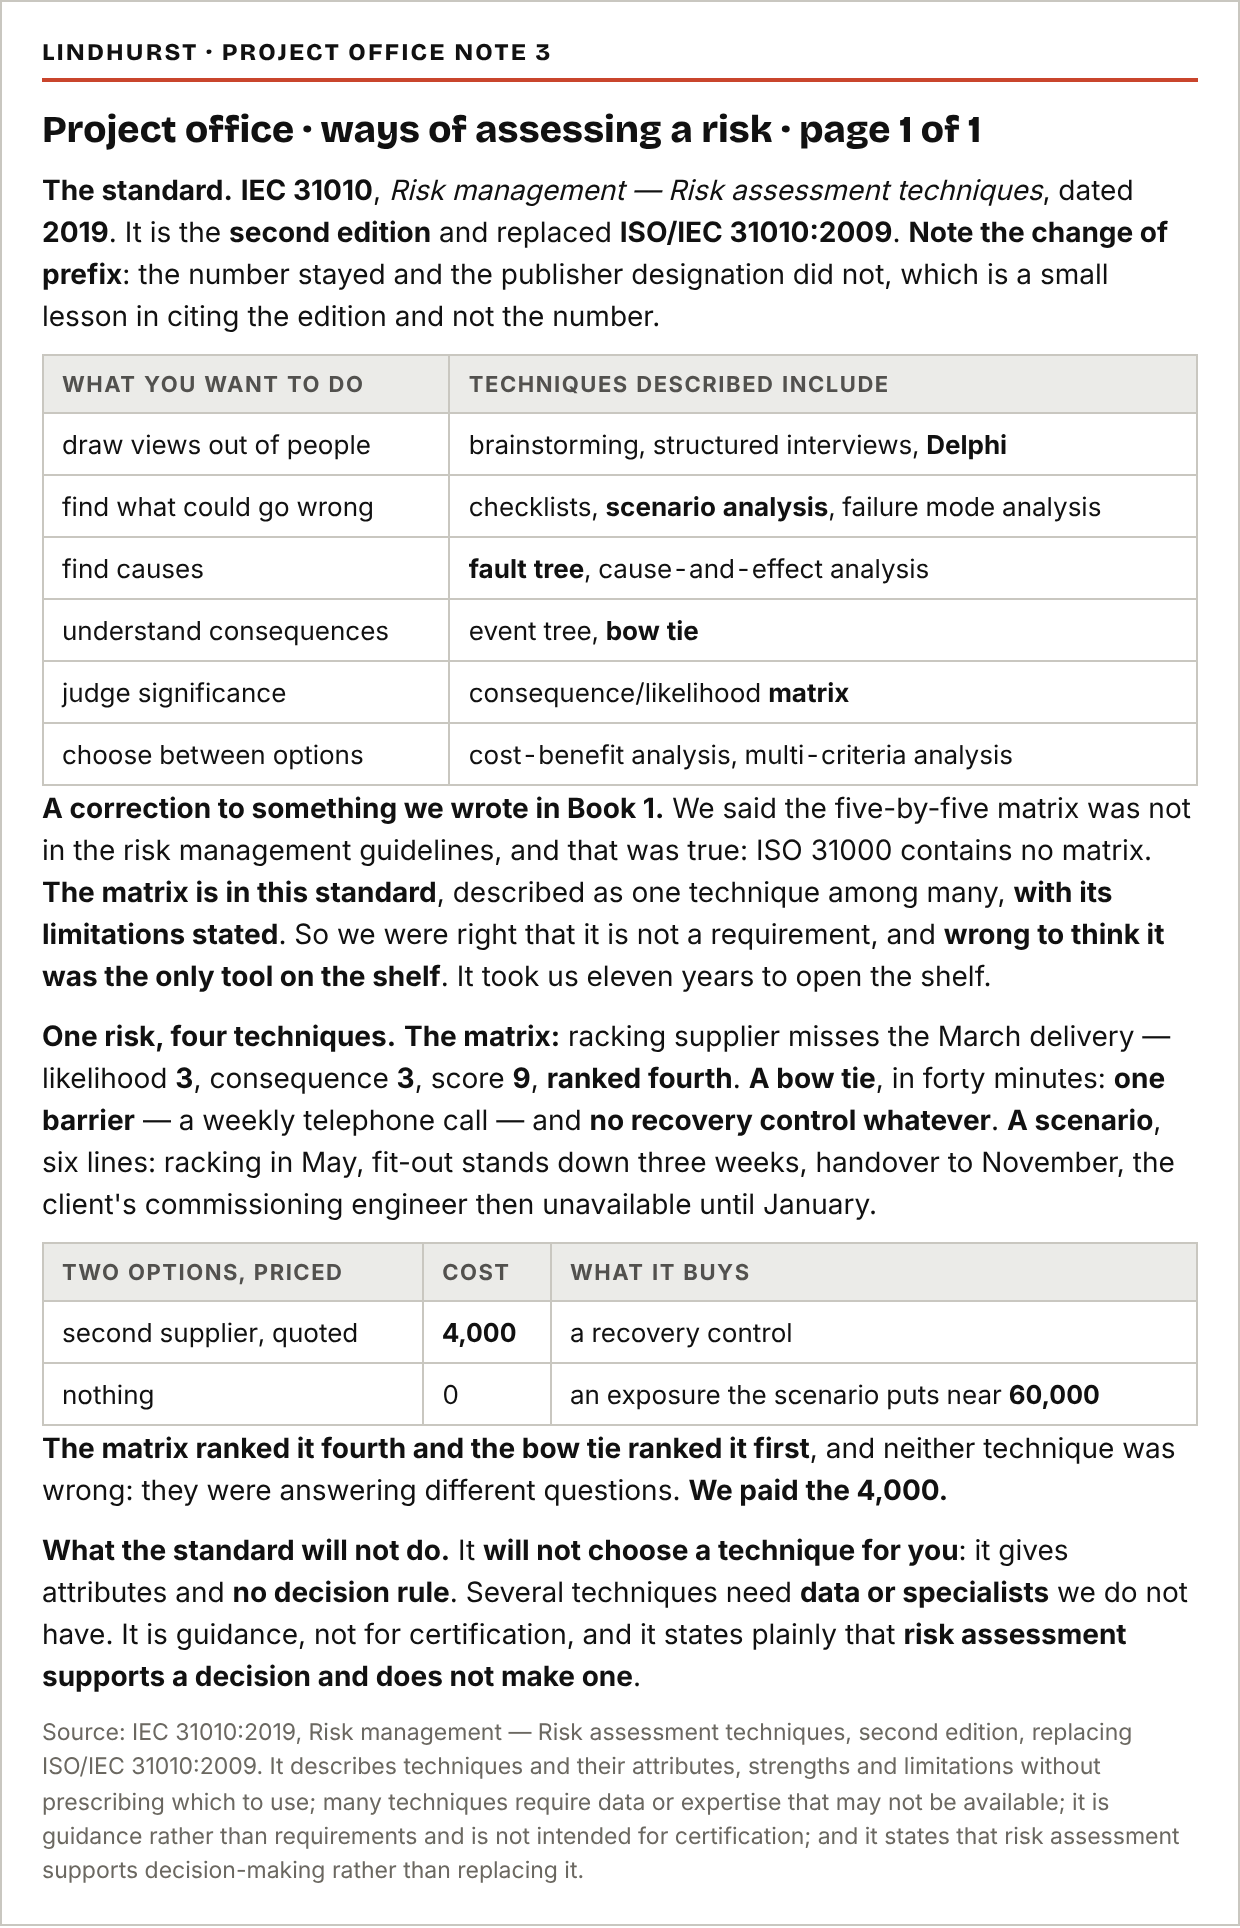 LINDHURST · PROJECT OFFICE NOTE 3
Project office · ways of assessing a risk · page 1 of 1
The standard. IEC 31010, Risk management — Risk assessment techniques, dated
2019. It is the second edition and replaced ISO/IEC 31010:2009. Note the change of
prefix: the number stayed and the publisher designation did not, which is a small
lesson in citing the edition and not the number.
WHAT YOU WANT TO DO TECHNIQUES DESCRIBED INCLUDE
draw views out of people brainstorming, structured interviews, Delphi
find what could go wrong checklists, scenario analysis, failure mode analysis
find causes fault tree, cause-and-effect analysis
understand consequences event tree, bow tie
judge significance consequence/likelihood matrix
choose between options cost-benefit analysis, multi-criteria analysis
A correction to something we wrote in Book 1. We said the five-by-five matrix was not
in the risk management guidelines, and that was true: ISO 31000 contains no matrix.
The matrix is in this standard, described as one technique among many, with its
limitations stated. So we were right that it is not a requirement, and wrong to think it
was the only tool on the shelf. It took us eleven years to open the shelf.
One risk, four techniques. The matrix: racking supplier misses the March delivery —
likelihood 3, consequence 3, score 9, ranked fourth. A bow tie, in forty minutes: one
barrier — a weekly telephone call — and no recovery control whatever. A scenario,
six lines: racking in May, fit-out stands down three weeks, handover to November, the
client's commissioning engineer then unavailable until January.
TWO OPTIONS, PRICED COST WHAT IT BUYS
second supplier, quoted 4,000 a recovery control
nothing 0 an exposure the scenario puts near 60,000
The matrix ranked it fourth and the bow tie ranked it first, and neither technique was
wrong: they were answering different questions. We paid the 4,000.
What the standard will not do. It will not choose a technique for you: it gives
attributes and no decision rule. Several techniques need data or specialists we do not
have. It is guidance, not for certification, and it states plainly that risk assessment
supports a decision and does not make one.
Source: IEC 31010:2019, Risk management — Risk assessment techniques, second edition, replacing
ISO/IEC 31010:2009. It describes techniques and their attributes, strengths and limitations without
prescribing which to use; many techniques require data or expertise that may not be available; it is
guidance rather than requirements and is not intended for certification; and it states that risk assessment
supports decision-making rather than replacing it.